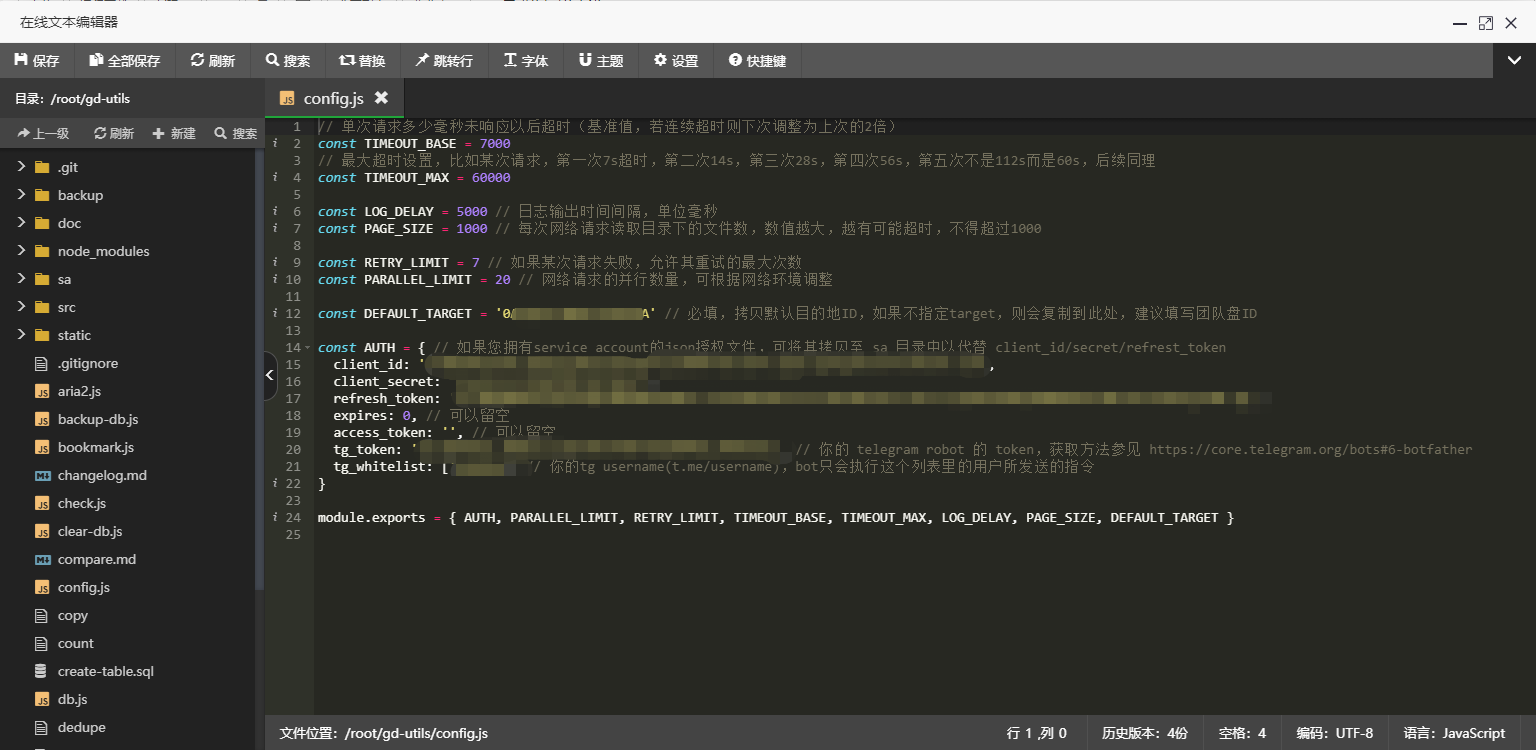 在线文本编辑器
保存 全部保存 刷新 搜索 替换 跳转行 字体 主题 设置 快捷键
目录：/root/gd-utils
config.js
上一级 刷新 新建 搜索
.git
backup
doc
node_modules
sa
src
static
.gitignore
aria2.js
backup-db.js
bookmark.js
changelog.md
check.js
clear-db.js
compare.md
config.js
copy
count
create-table.sql
db.js
dedupe
1 // 单次请求多少毫秒未响应以后超时（基准值，若连续超时则下次调整为上次的2倍）
2 const TIMEOUT_BASE = 7000
3 // 最大超时设置，比如某次请求，第一次7s超时，第二次14s，第三次28s，第四次56s，第五次不是112s而是60s，后续同理
4 const TIMEOUT_MAX = 60000
5
6 const LOG_DELAY = 5000 // 日志输出时间间隔，单位毫秒
7 const PAGE_SIZE = 1000 // 每次网络请求读取目录下的文件数，数值越大，越有可能超时，不得超过1000
8
9 const RETRY_LIMIT = 7 // 如果某次请求失败，允许其重试的最大次数
10 const PARALLEL_LIMIT = 20 // 网络请求的并行数量，可根据网络环境调整
11
12 const DEFAULT_TARGET = '0 A' // 必填，拷贝默认目的地ID，如果不指定target，则会复制到此处，建议填写团队盘ID
13
14 const AUTH = { // 如果您拥有service account的json授权文件，可将其拷贝至 sa 目录中以代替 client_id/secret/refrest_token
15 client_id: ' ,
16 client_secret:
17 refresh_token:
18 expires: 0, // 可以留空
19 access_token: '', // 可以留空
20 tg_token: ' // 你的 telegram robot 的 token，获取方法参见 https://core.telegram.org/bots#6-botfather
21 tg_whitelist: [ / 你的tg username(t.me/username)，bot只会执行这个列表里的用户所发送的指令
22 }
23
24 module.exports = { AUTH, PARALLEL_LIMIT, RETRY_LIMIT, TIMEOUT_BASE, TIMEOUT_MAX, LOG_DELAY, PAGE_SIZE, DEFAULT_TARGET }
25
文件位置：/root/gd-utils/config.js 行 1 ,列 0 历史版本：4份 空格：4 编码：UTF-8 语言：JavaScript